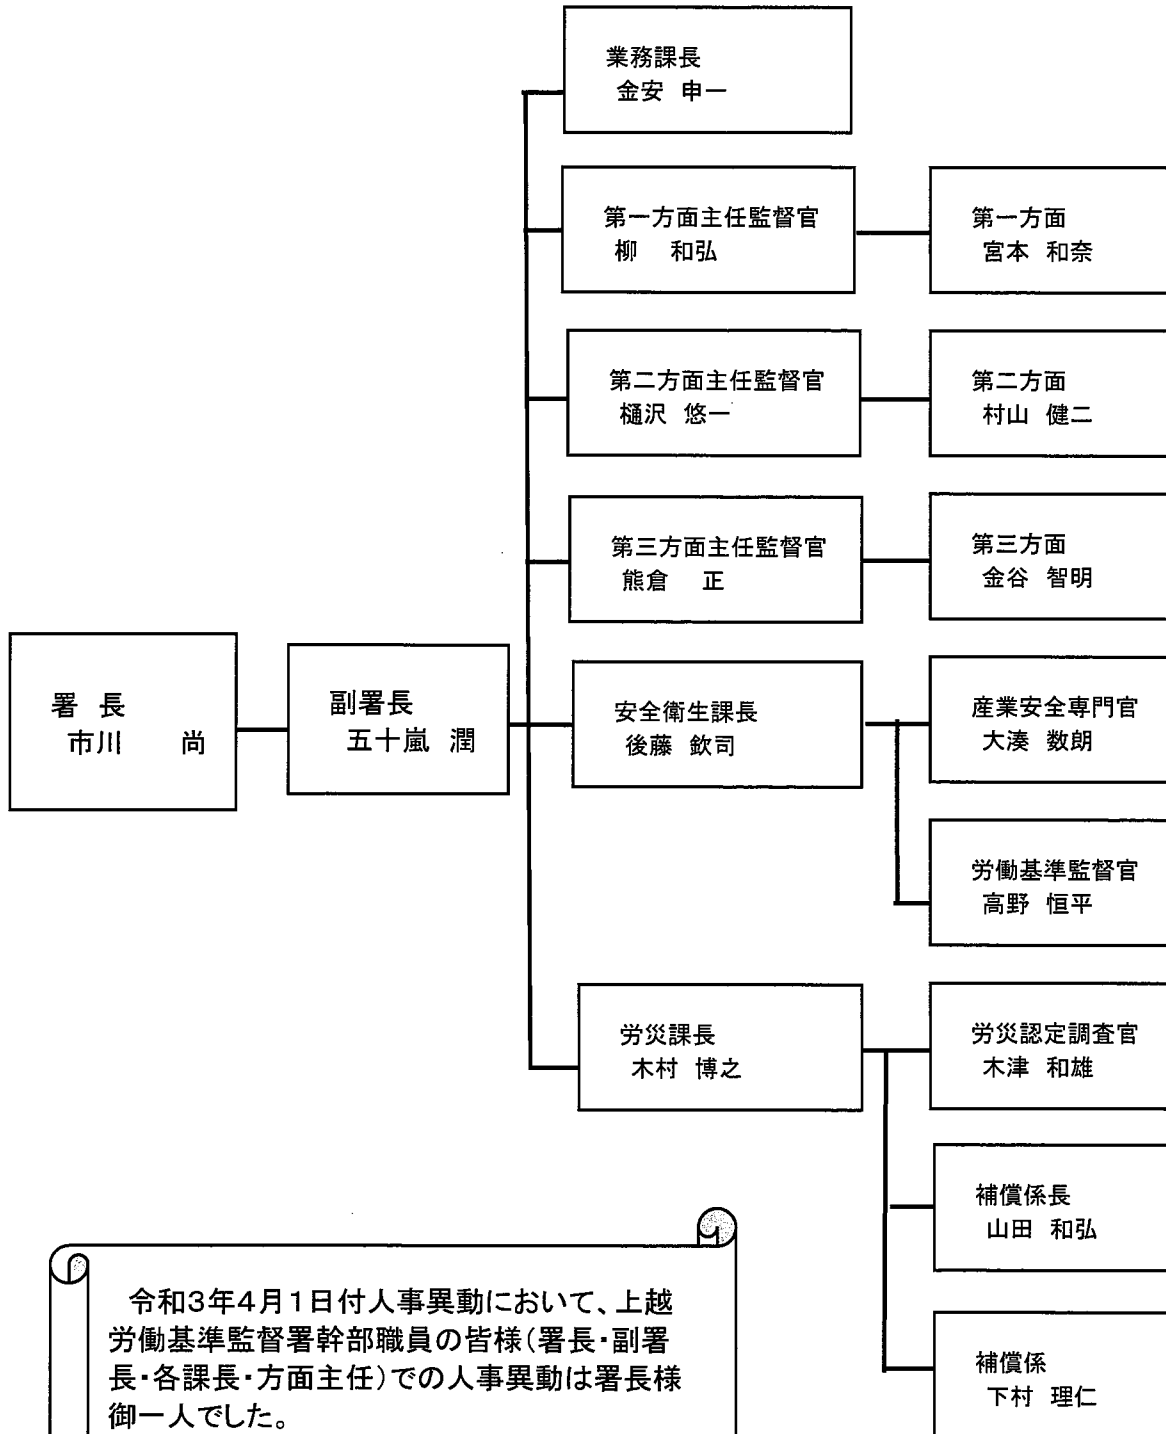 業務課長
金安 申一
第一方面主任監督官
柳 和弘
第一方面
宮本 和奈
第二方面主任監督官
樋沢 悠一
第二方面
村山 健二
第三方面主任監督官
熊倉 正
第三方面
金谷 智明
署 長
市川 尚
副署長
五十嵐 潤
安全衛生課長
後藤 欽司
産業安全専門官
大湊 数朗
労働基準監督官
高野 恒平
労災課長
木村 博之
労災認定調査官
木津 和雄
補償係長
山田 和弘
補償係
下村 理仁
令和3年4月1日付人事異動において、上越
労働基準監督署幹部職員の皆様(署長・副署
長・各課長・方面主任)での人事異動は署長様
御一人でした。